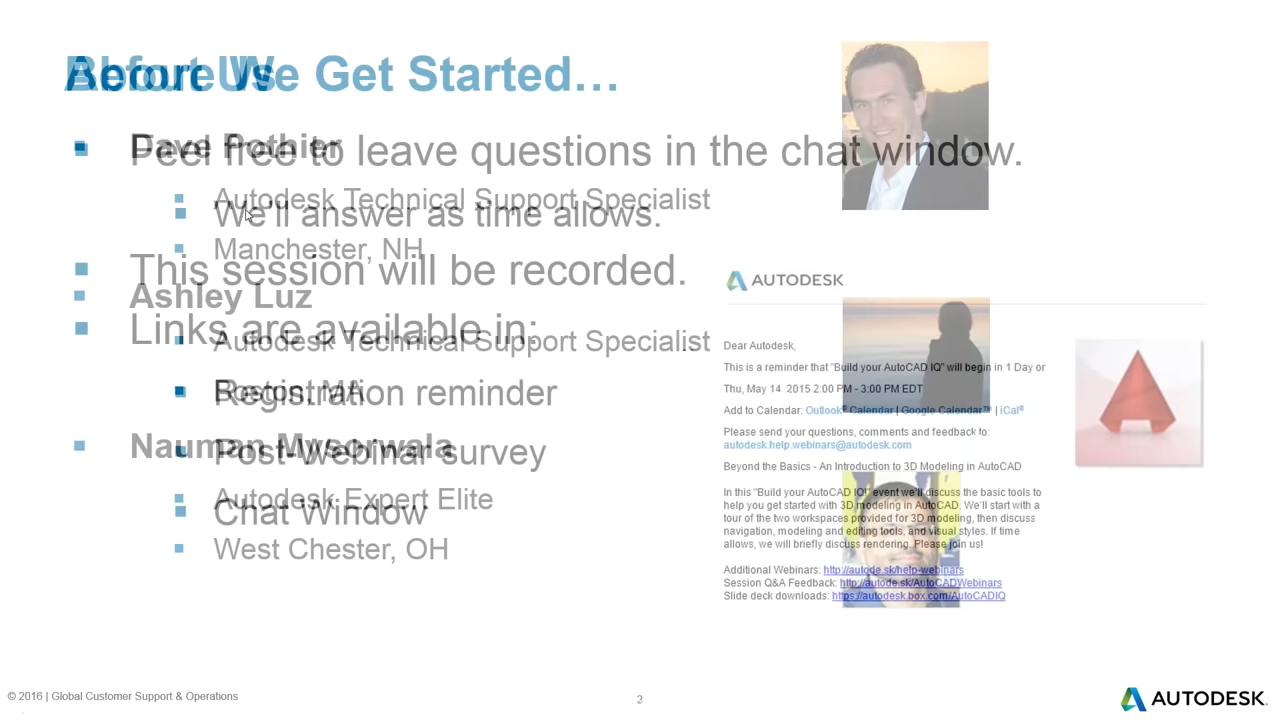 About Us
Before We Get Started…
Dave Pothier
Feel free to leave questions in the chat window.
Autodesk Technical Support Specialist
We'll answer as time allows.
Manchester, NH
This session will be recorded.
Ashley Luz
Links are available in:
Autodesk Technical Support Specialist
Boston, MA
Registration reminder
Nauman Mysorwala
Post-Webinar survey
Autodesk Expert Elite
Chat Window
West Chester, OH
AUTODESK
Dear Autodesk,
This is a reminder that "Build your AutoCAD IQ" will begin in 1 Day or
Thu, May 14 2015 2:00 PM - 3:00 PM EDT
Add to Calendar: Outlook® Calendar | Google Calendar™ | iCal®
Please send your questions, comments and feedback to:
autodesk.help.webinars@autodesk.com
Beyond the Basics - An Introduction to 3D Modeling in AutoCAD
In this "Build your AutoCAD IQ!" event we'll discuss the basic tools to
help you get started with 3D modeling in AutoCAD. We'll start with a
tour of the two workspaces provided for 3D modeling, then discuss
navigation, modeling and editing tools, and visual styles. If time
allows, we will briefly discuss rendering. Please join us!
Additional Webinars: http://autode.sk/help-webinars
Session Q&A Feedback: http://autode.sk/AutoCADWebinars
Slide deck downloads: https://autodesk.box.com/AutoCADIQ
© 2016 | Global Customer Support & Operations
AUTODESK.